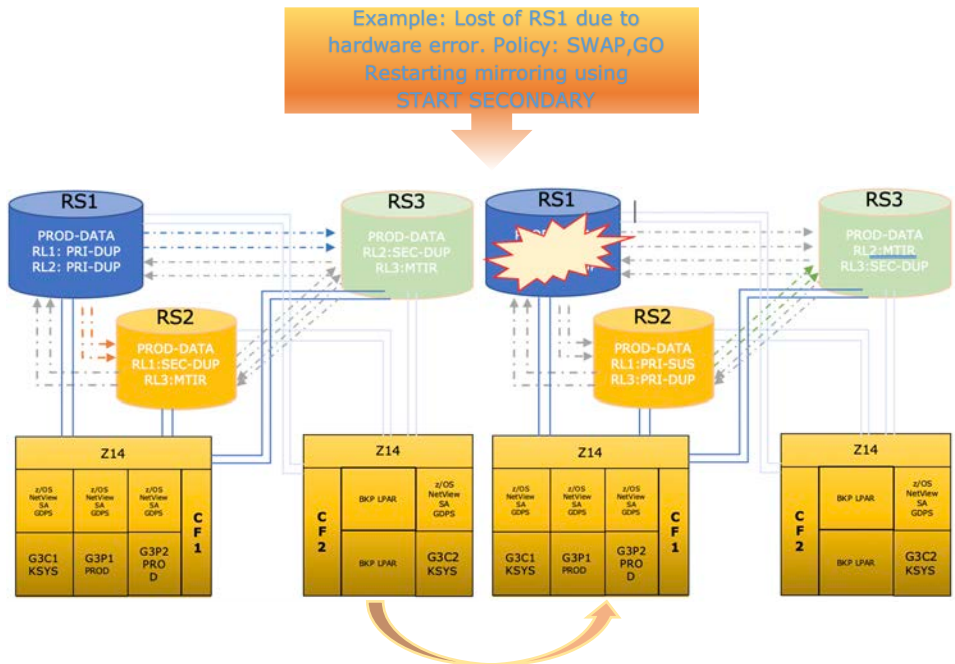 Example: Lost of RS1 due to
hardware error. Policy: SWAP,GO
Restarting mirroring using
START SECONDARY
RS1
PROD-DATA
RL1: PRI-DUP
RL2: PRI-DUP
RS3
PROD-DATA
RL2:SEC-DUP
RL3:MTIR
RS2
PROD-DATA
RL1:SEC-DUP
RL3:MTIR
Z14
z/OS
NetView
SA
GDPS
z/OS
NetView
SA
GDPS
z/OS
NetView
SA
GDPS
C
F
1
G3C1
KSYS
G3P1
PROD
G3P2
PRO
D
Z14
C
F
2
BKP LPAR
z/OS
NetView
SA
GDPS
BKP LPAR
G3C2
KSYS
RS1
RS3
PROD-DATA
RL2:MTIR
RL3:SEC-DUP
RS2
PROD-DATA
RL1:PRI-SUS
RL3:PRI-DUP
Z14
z/OS
NetView
SA
GDPS
z/OS
NetView
SA
GDPS
z/OS
NetView
SA
GDPS
C
F
1
G3C1
KSYS
G3P1
PROD
G3P2
PRO
D
Z14
C
F
2
BKP LPAR
z/OS
NetView
SA
GDPS
BKP LPAR
G3C2
KSYS